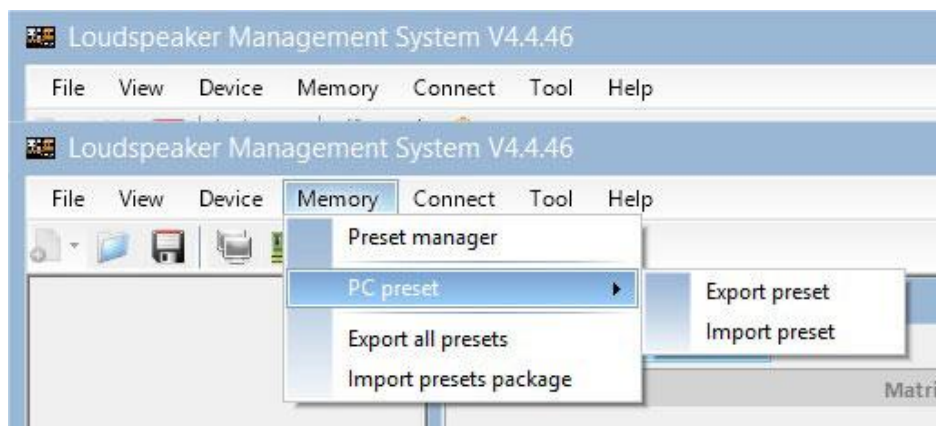 Loudspeaker Management System V4.4.46
File View Device Memory Connect Tool Help
Loudspeaker Management System V4.4.46
File View Device Memory Connect Tool Help
Preset manager
PC preset
Export preset
Import preset
Export all presets
Import presets package